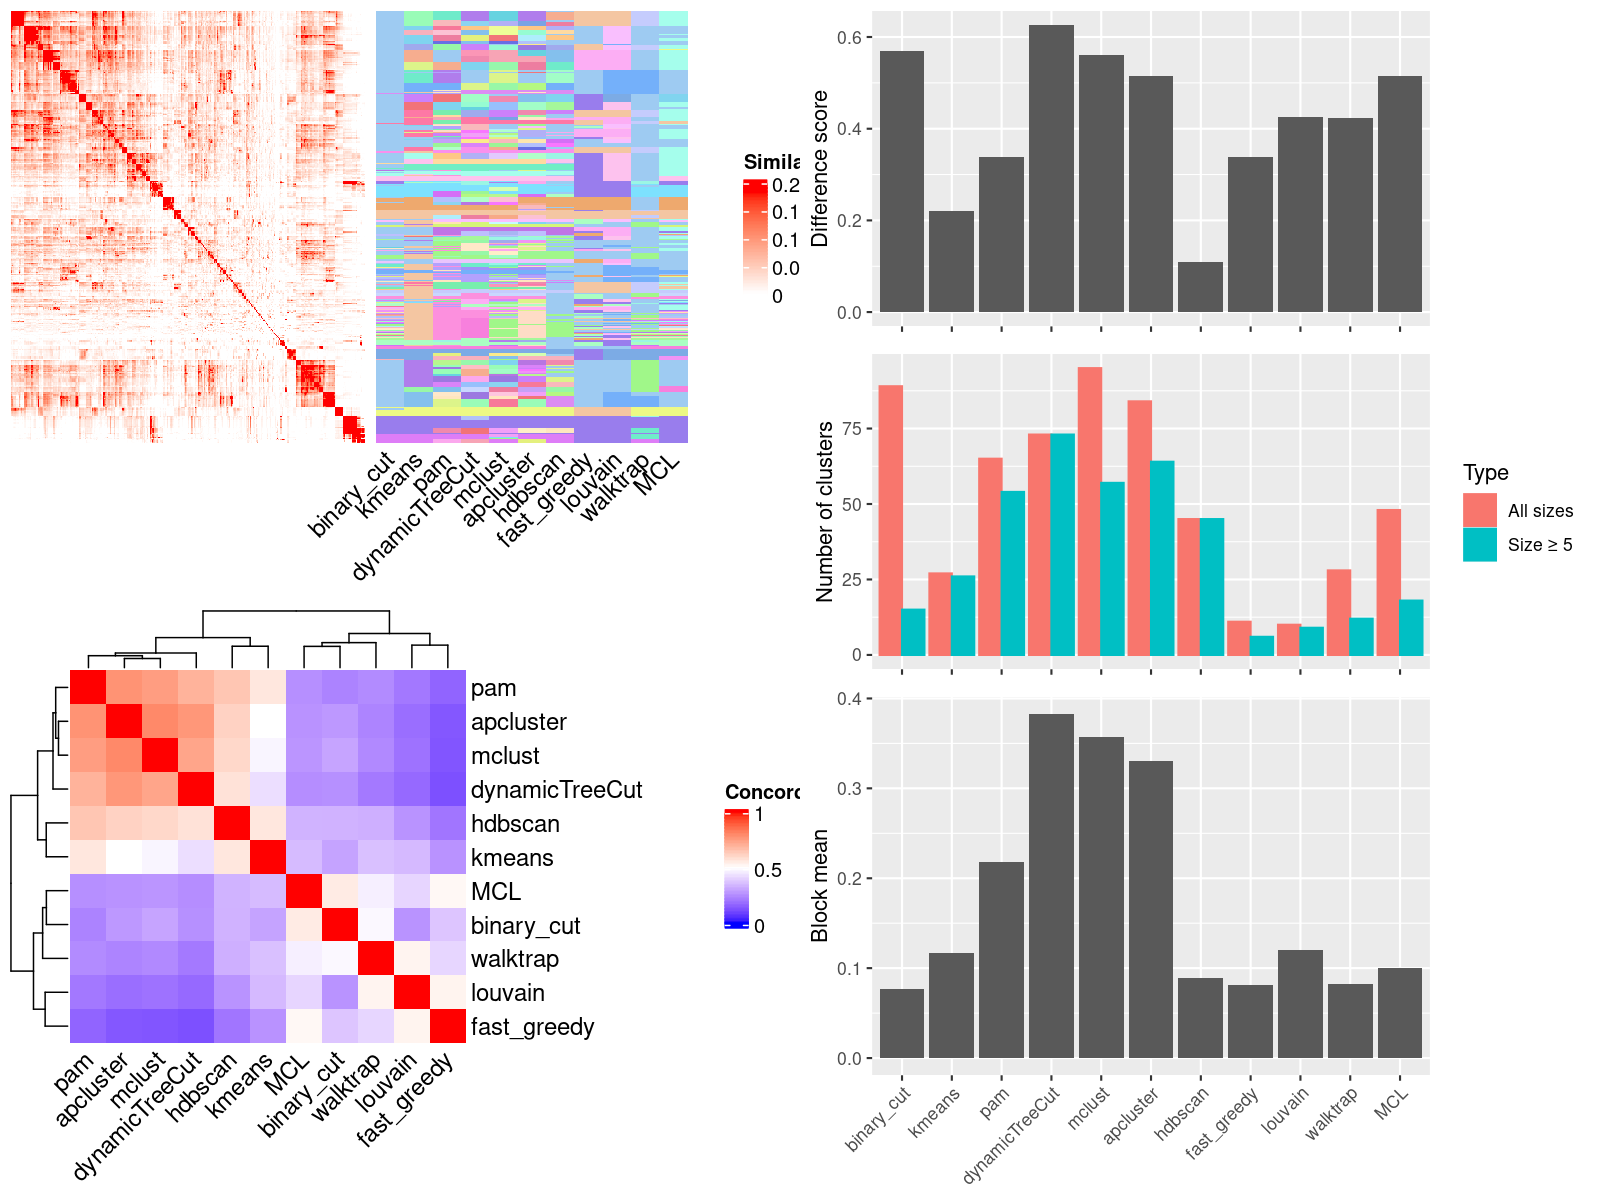 Simila
0.2
0.1
0.1
0.0
0
binary_cut
kmeans
pam
dynamicTreeCut
mclust
apcluster
hdbscan
fast_greedy
louvain
walktrap
MCL
pam
apcluster
mclust
dynamicTreeCut
hdbscan
kmeans
MCL
binary_cut
walktrap
louvain
fast_greedy
pam
apcluster
mclust
dynamicTreeCut
hdbscan
kmeans
MCL
binary_cut
walktrap
louvain
fast_greedy
Concord
1
0.5
0
Difference score
0.6
0.4
0.2
0.0
Number of clusters
75
50
25
0
Type
All sizes
Size ≥ 5
Block mean
0.4
0.3
0.2
0.1
0.0
binary_cut
kmeans
pam
dynamicTreeCut
mclust
apcluster
hdbscan
fast_greedy
louvain
walktrap
MCL